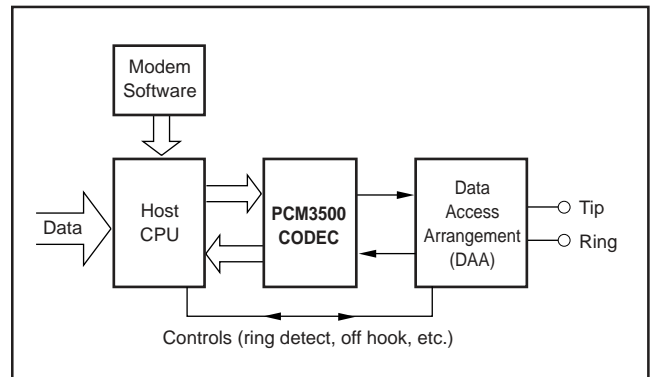 Modem
Software
Data
Host
CPU
PCM3500
CODEC
Data
Access
Arrangement
(DAA)
Tip
Ring
Controls (ring detect, off hook, etc.)